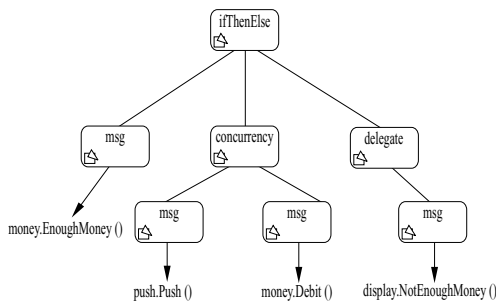 ifThenElse
msg
concurrency
delegate
msg
msg
msg
money.EnoughMoney ()
push.Push ()
money.Debit ()
display.NotEnoughMoney ()